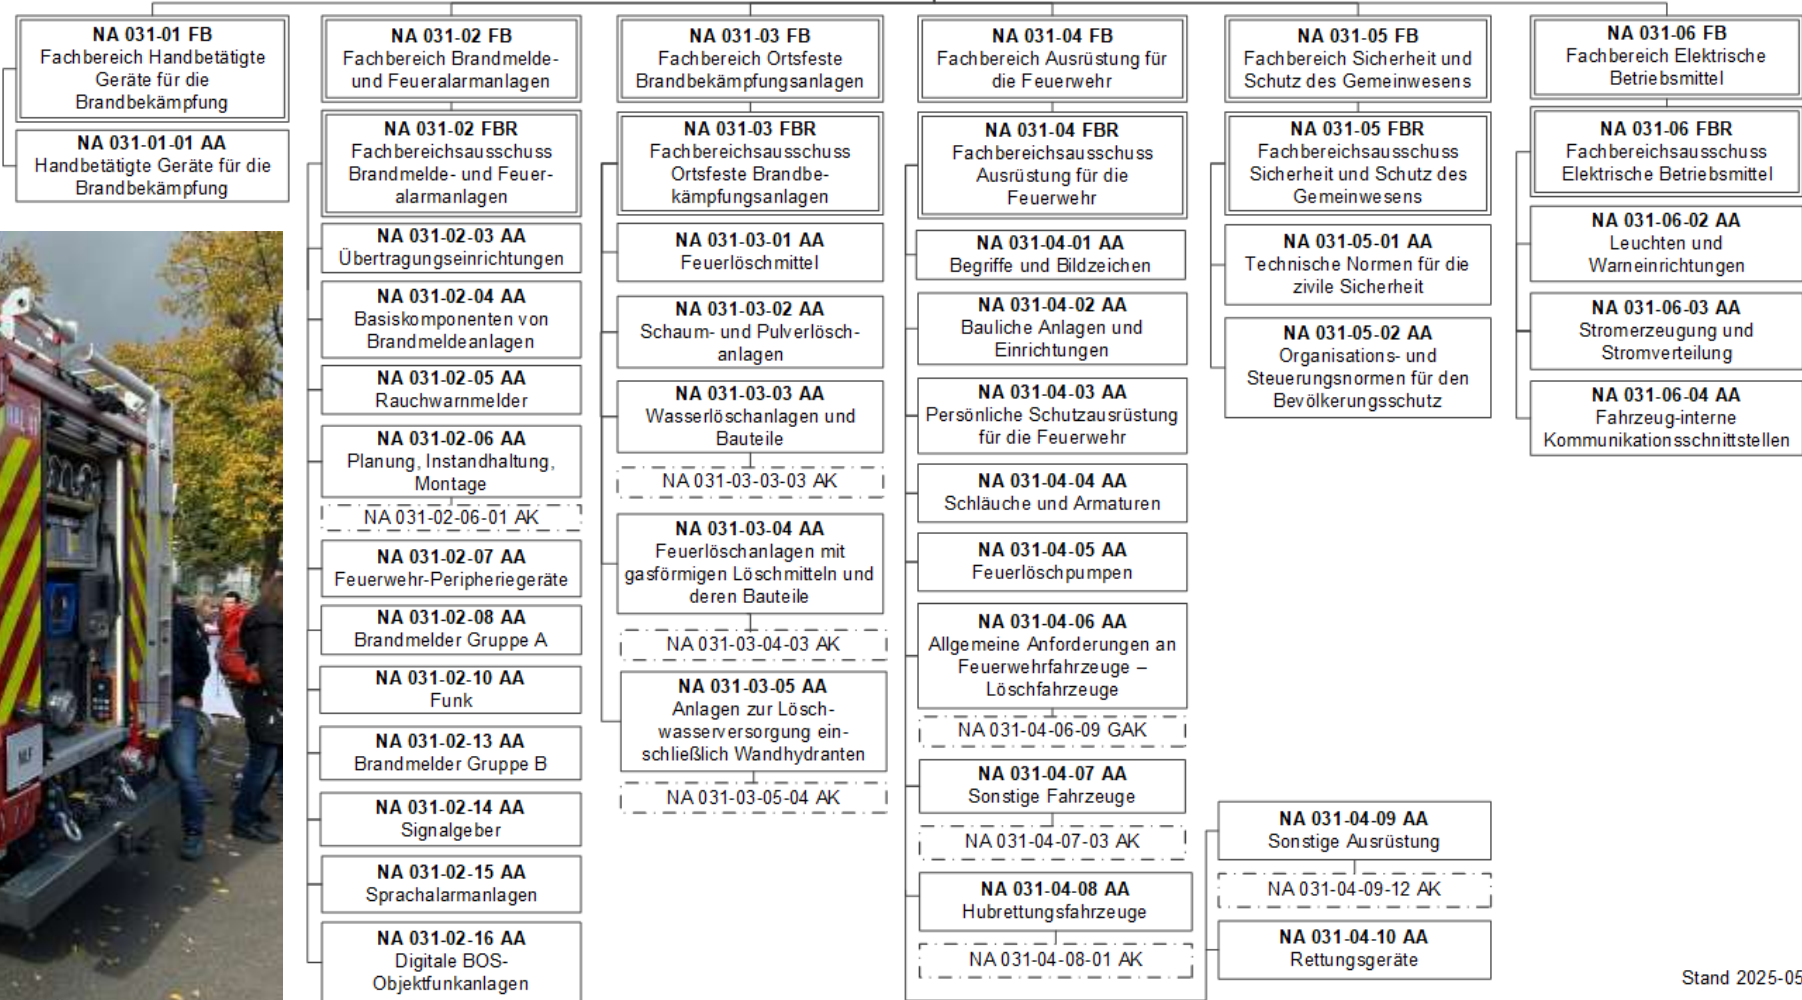 NA 031-01 FB
Fachbereich Handbetätigte
Geräte für die
Brandbekämpfung
NA 031-01-01 AA
Handbetätigte Geräte für die
Brandbekämpfung
MLF
NA 031-02 FB
Fachbereich Brandmelde-
und Feueralarmanlagen
NA 031-02 FBR
Fachbereichsausschuss
Brandmelde- und Feuer-
alarmanlagen
NA 031-02-03 AA
Übertragungseinrichtungen
NA 031-02-04 AA
Basiskomponenten von
Brandmeldeanlagen
NA 031-02-05 AA
Rauchwarnmelder
NA 031-02-06 AA
Planung, Instandhaltung,
Montage
NA 031-02-06-01 AK
NA 031-02-07 AA
Feuerwehr-Peripheriegeräte
NA 031-02-08 AA
Brandmelder Gruppe A
NA 031-02-10 AA
Funk
NA 031-02-13 AA
Brandmelder Gruppe B
NA 031-02-14 AA
Signalgeber
NA 031-02-15 AA
Sprachalarmanlagen
NA 031-02-16 AA
Digitale BOS-
Objektfunkanlagen
NA 031-03 FB
Fachbereich Ortsfeste
Brandbekämpfungsanlagen
NA 031-03 FBR
Fachbereichsausschuss
Ortsfeste Brandbe-
kämpfungsanlagen
NA 031-03-01 AA
Feuerlöschmittel
NA 031-03-02 AA
Schaum- und Pulverlösch-
anlagen
NA 031-03-03 AA
Wasserlöschanlagen und
Bauteile
NA 031-03-03-03 AK
NA 031-03-04 AA
Feuerlöschanlagen mit
gasförmigen Löschmitteln und
deren Bauteile
NA 031-03-04-03 AK
NA 031-03-05 AA
Anlagen zur Lösch-
wasserversorgung ein-
schließlich Wandhydranten
NA 031-03-05-04 AK
NA 031-04 FB
Fachbereich Ausrüstung für
die Feuerwehr
NA 031-04 FBR
Fachbereichsausschuss
Ausrüstung für die
Feuerwehr
NA 031-04-01 AA
Begriffe und Bildzeichen
NA 031-04-02 AA
Bauliche Anlagen und
Einrichtungen
NA 031-04-03 AA
Persönliche Schutzausrüstung
für die Feuerwehr
NA 031-04-04 AA
Schläuche und Armaturen
NA 031-04-05 AA
Feuerlöschpumpen
NA 031-04-06 AA
Allgemeine Anforderungen an
Feuerwehrfahrzeuge –
Löschfahrzeuge
NA 031-04-06-09 GAK
NA 031-04-07 AA
Sonstige Fahrzeuge
NA 031-04-07-03 AK
NA 031-04-08 AA
Hubrettungsfahrzeuge
NA 031-04-08-01 AK
NA 031-04-09 AA
Sonstige Ausrüstung
NA 031-04-09-12 AK
NA 031-04-10 AA
Rettungsgeräte
NA 031-05 FB
Fachbereich Sicherheit und
Schutz des Gemeinwesens
NA 031-05 FBR
Fachbereichsausschuss
Sicherheit und Schutz des
Gemeinwesens
NA 031-05-01 AA
Technische Normen für die
zivile Sicherheit
NA 031-05-02 AA
Organisations- und
Steuerungsnormen für den
Bevölkerungsschutz
NA 031-06 FB
Fachbereich Elektrische
Betriebsmittel
NA 031-06 FBR
Fachbereichsausschuss
Elektrische Betriebsmittel
NA 031-06-02 AA
Leuchten und
Warneinrichtungen
NA 031-06-03 AA
Stromerzeugung und
Stromverteilung
NA 031-06-04 AA
Fahrzeug-interne
Kommunikationsschnittstellen
Stand 2025-05